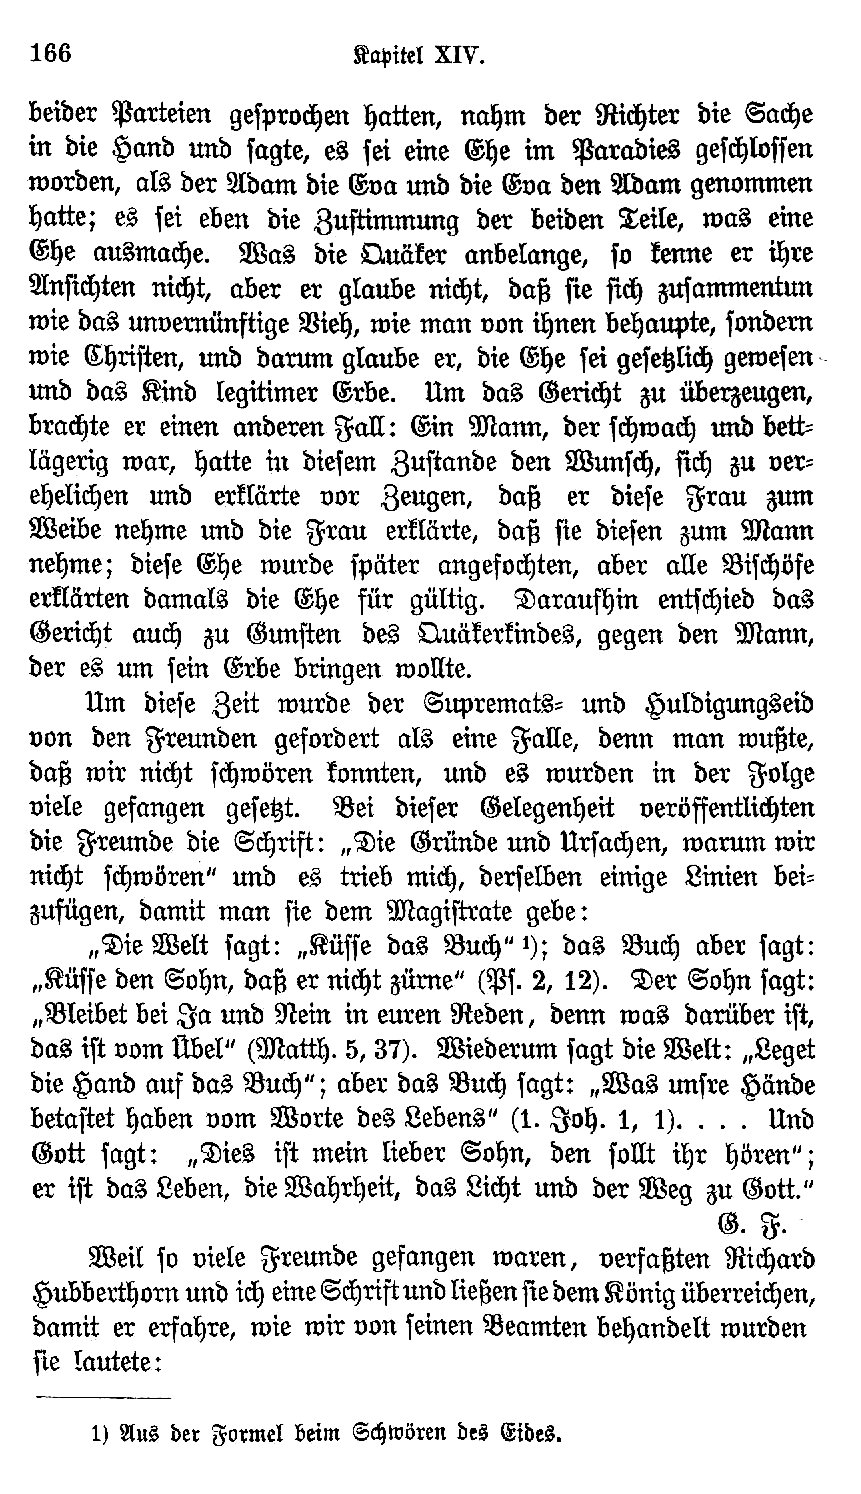 166 Kapitel XIV.
beider Parteien gesprochen hatten, nahm der Richter die Sache
in die Hand und sagte, es sei eine Ehe im Paradies geschlossen
worden, als der Adam die Eva und die Eva den Adam genommen
hatte; es sei eben die Zustimmung der beiden Teile, was eine
Ehe ausmache. Was die Quäker anbelange, so kenne er ihre
Ansichten nicht, aber er glaube nicht, daß sie sich zusammentun
wie das unvernünftige Vieh, wie man von ihnen behaupte, sondern
wie Christen, und darum glaube er, die Ehe sei gesetzlich gewesen
und das Kind legitimer Erbe. Um das Gericht zu überzeugen,
brachte er einen anderen Fall: Ein Mann, der schwach und bett-
lägerig war, hatte in diesem Zustande den Wunsch, sich zu ver-
ehelichen und erklärte vor Zeugen, daß er diese Frau zum
Weibe nehme und die Frau erklärte, daß sie diesen zum Mann
nehme; diese Ehe wurde später angefochten, aber alle Bischöfe
erklärten damals die Ehe für gültig. Daraufhin entschied das
Gericht auch zu Gunsten des Quäkerkindes, gegen den Mann,
der es um sein Erbe bringen wollte.
Um diese Zeit wurde der Supremats- und Huldigungseid
von den Freunden gefordert als eine Falle, denn man wußte,
daß wir nicht schwören konnten, und es wurden in der Folge
viele gefangen gesetzt. Bei dieser Gelegenheit veröffentlichten
die Freunde die Schrift: „Die Gründe und Ursachen, warum wir
nicht schwören" und es trieb mich, derselben einige Linien bei-
zufügen, damit man sie dem Magistrate gebe:
„Die Welt sagt: „Küsse das Buch" ¹); das Buch aber sagt:
„Küsse den Sohn, daß er nicht zürne" (Ps. 2, 12). Der Sohn sagt:
„Bleibet bei Ja und Nein in euren Reden, denn was darüber ist,
das ist vom Übel" (Matth. 5, 37). Wiederum sagt die Welt: „Leget
die Hand auf das Buch"; aber das Buch sagt: „Was unsre Hände
betastet haben vom Worte des Lebens" (1. Joh. 1, 1). . . . Und
Gott sagt: „Dies ist mein lieber Sohn, den sollt ihr hören";
er ist das Leben, die Wahrheit, das Licht und der Weg zu Gott."
G. F.
Weil so viele Freunde gefangen waren, verfaßten Richard
Hubberthorn und ich eine Schrift und ließen sie dem König überreichen,
damit er erfahre, wie wir von seinen Beamten behandelt wurden
sie lautete:
1) Aus der Formel beim Schwören des Eides.